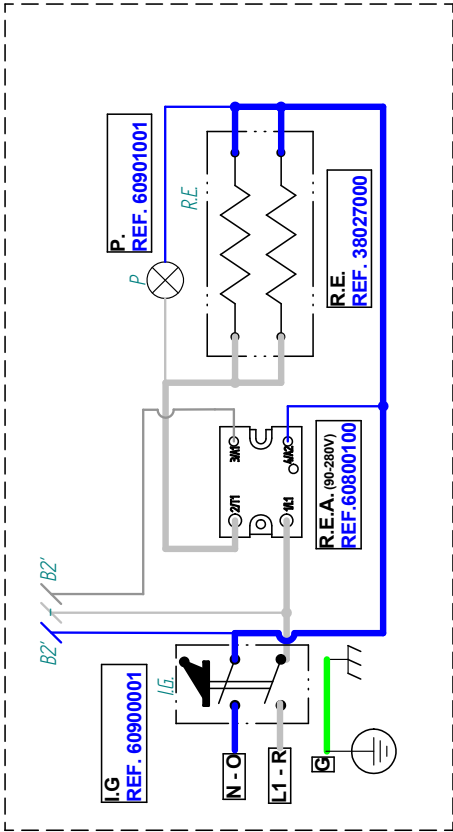 I.G
REF. 60900001
P.
REF. 60901001
B2'
B2'
P
R.E.
I.G.
3/A1
2/T1
4/A2
1/L1
R.E.A. (90-280V)
REF.60800100
R.E.
REF. 38027000
N - O
L1 - R
G